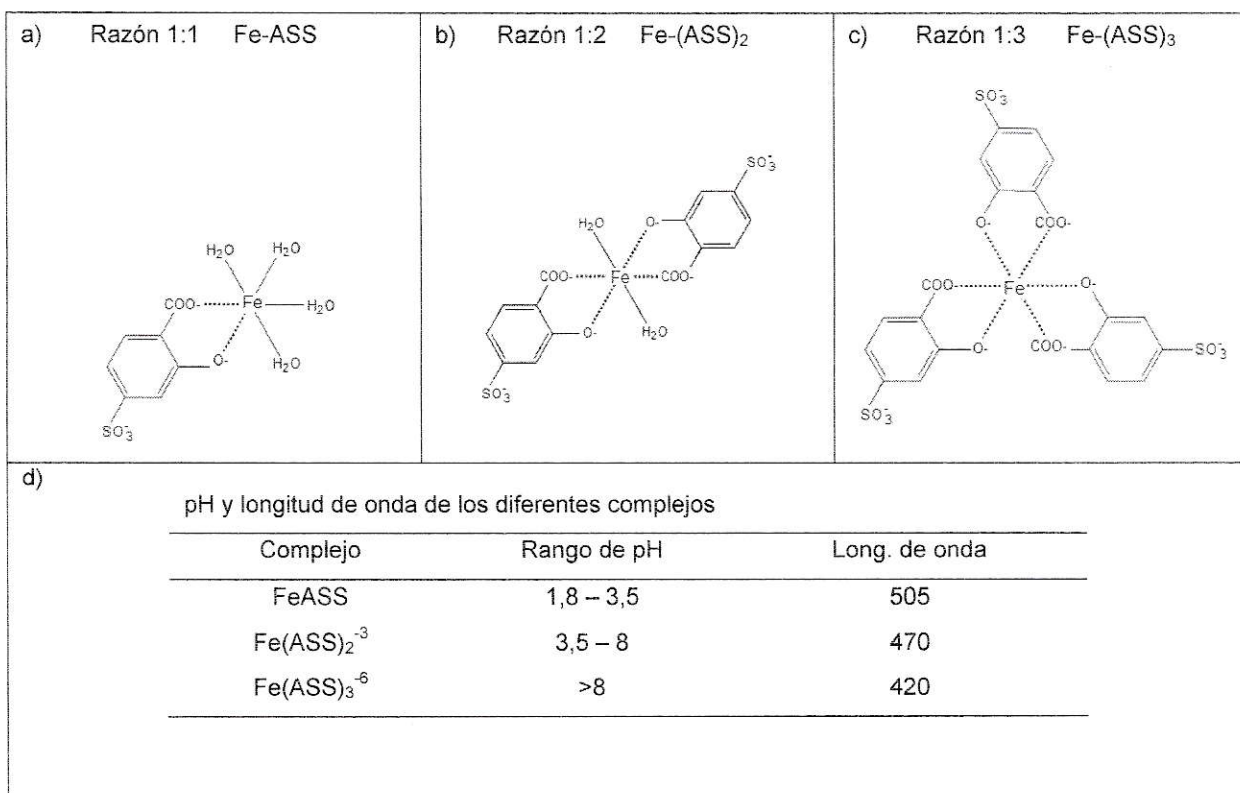 a) Razón 1:1 Fe-ASS
H₂O
H₂O
COO-
Fe
H₂O
O-
H₂O
SO₃⁻
b) Razón 1:2 Fe-(ASS)₂
SO₃⁻
H₂O
O-
COO-
Fe
COO-
O-
H₂O
SO₃⁻
c) Razón 1:3 Fe-(ASS)₃
SO₃⁻
O-
COO-
COO-
Fe
O-
O-
COO-
SO₃⁻
SO₃⁻
d)
pH y longitud de onda de los diferentes complejos
Complejo Rango de pH Long. de onda
FeASS 1,8 – 3,5 505
Fe(ASS)₂⁻³ 3,5 – 8 470
Fe(ASS)₃⁻⁶ >8 420